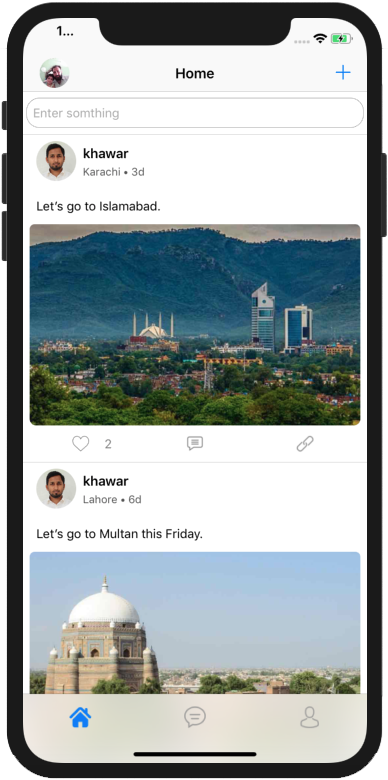 1...
Home
Enter somthing
khawar
Karachi • 3d
Let's go to Islamabad.
2
khawar
Lahore • 6d
Let's go to Multan this Friday.